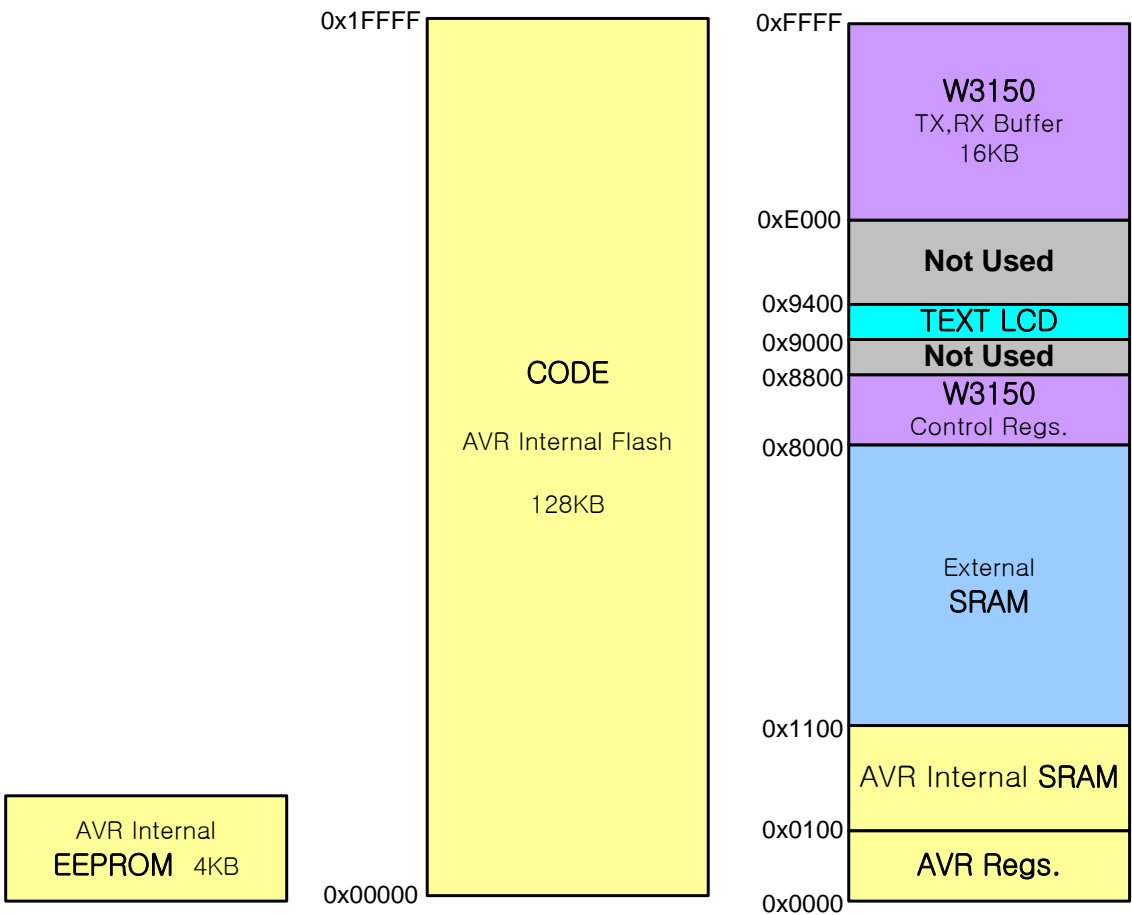 AVR Internal
EEPROM 4KB
0x1FFFF
CODE
AVR Internal Flash
128KB
0x00000
0xFFFF
W3150
TX,RX Buffer
16KB
0xE000
Not Used
0x9400
TEXT LCD
0x9000
Not Used
0x8800
W3150
Control Regs.
0x8000
External
SRAM
0x1100
AVR Internal SRAM
0x0100
AVR Regs.
0x0000